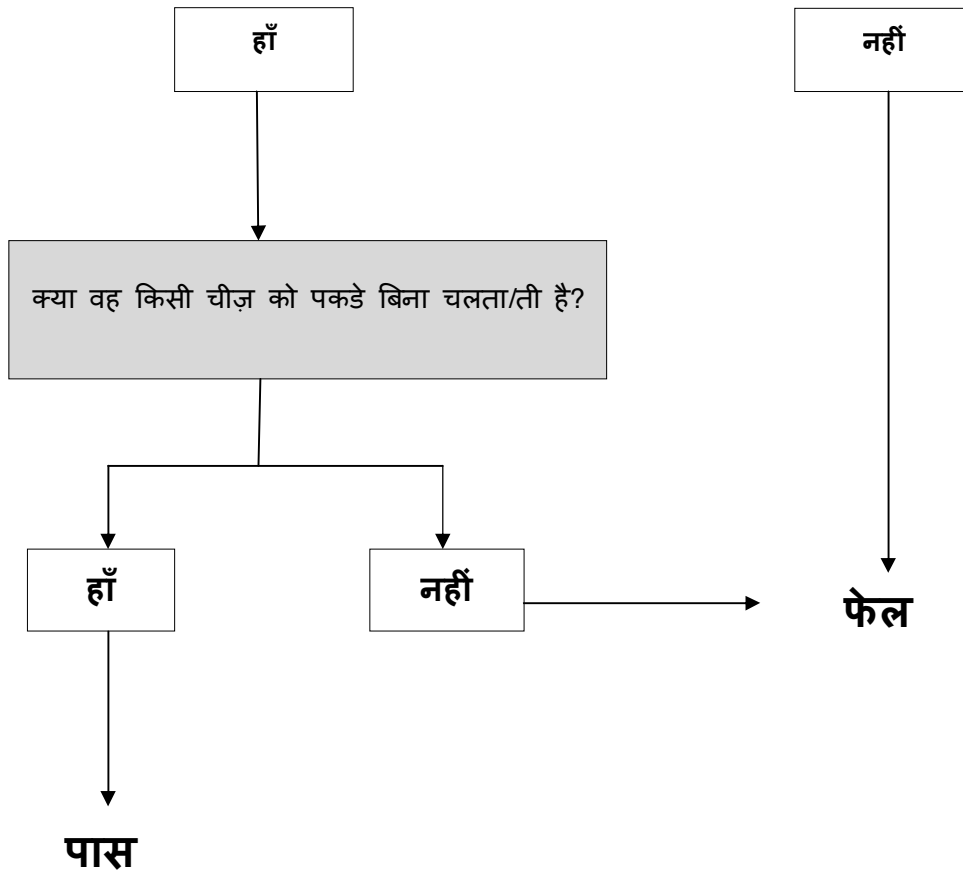 हाँ
नहीं
क्या वह किसी चीज़ को पकडे बिना चलता/ती है?
हाँ
नहीं
फेल
पास